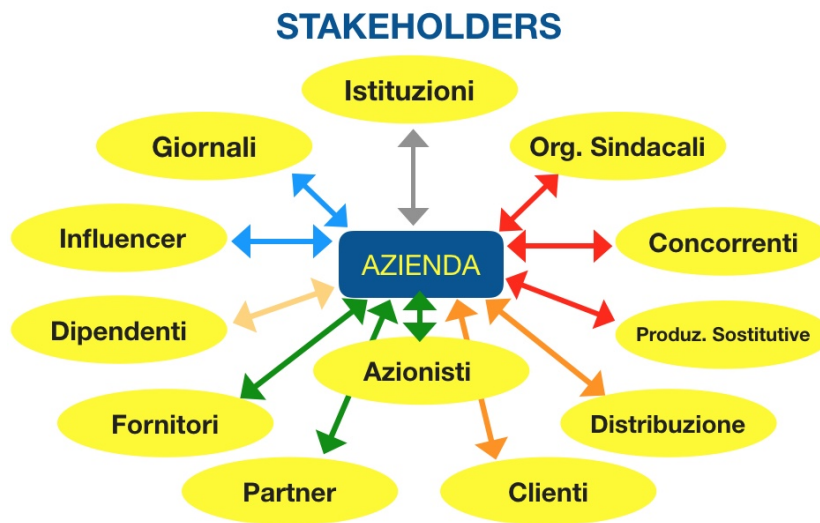 STAKEHOLDERS
Istituzioni
Giornali
Org. Sindacali
Influencer
AZIENDA
Concorrenti
Dipendenti
Produz. Sostitutive
Azionisti
Fornitori
Distribuzione
Partner
Clienti